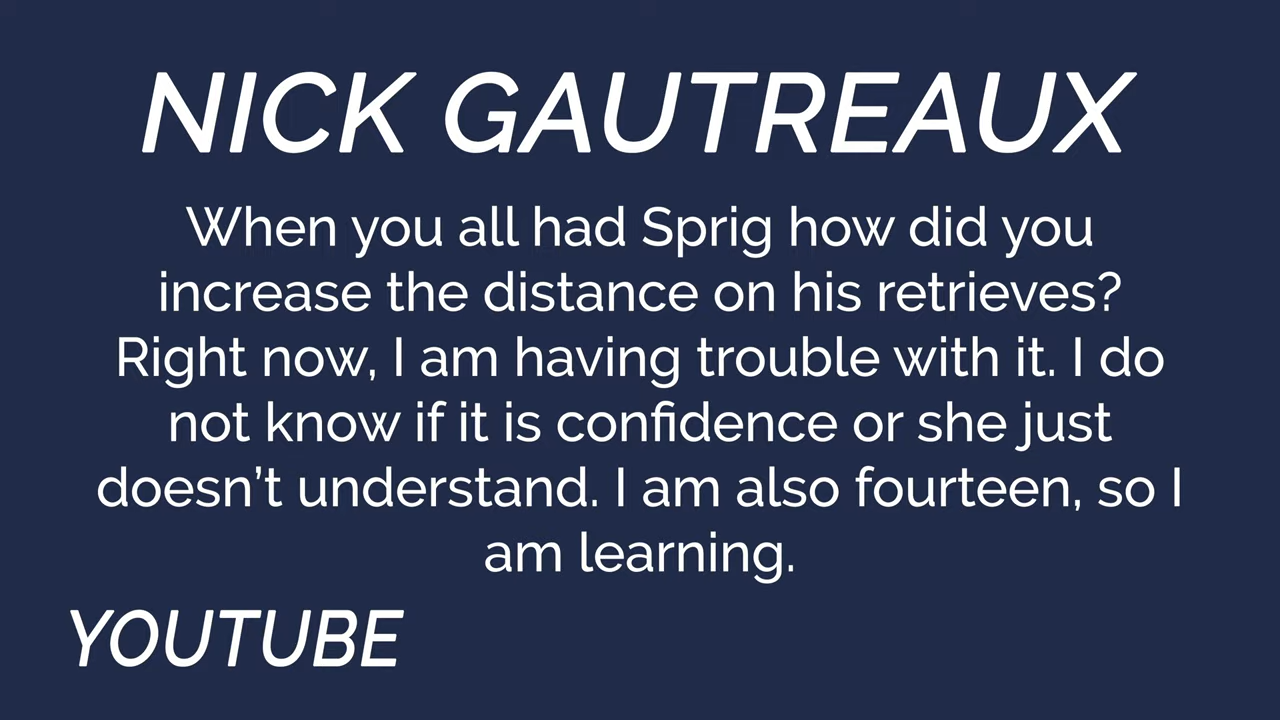 NICK GAUTREAUX
When you all had Sprig how did you
increase the distance on his retrieves?
Right now, I am having trouble with it. I do
not know if it is confidence or she just
doesn’t understand. I am also fourteen, so I
am learning.
YOUTUBE